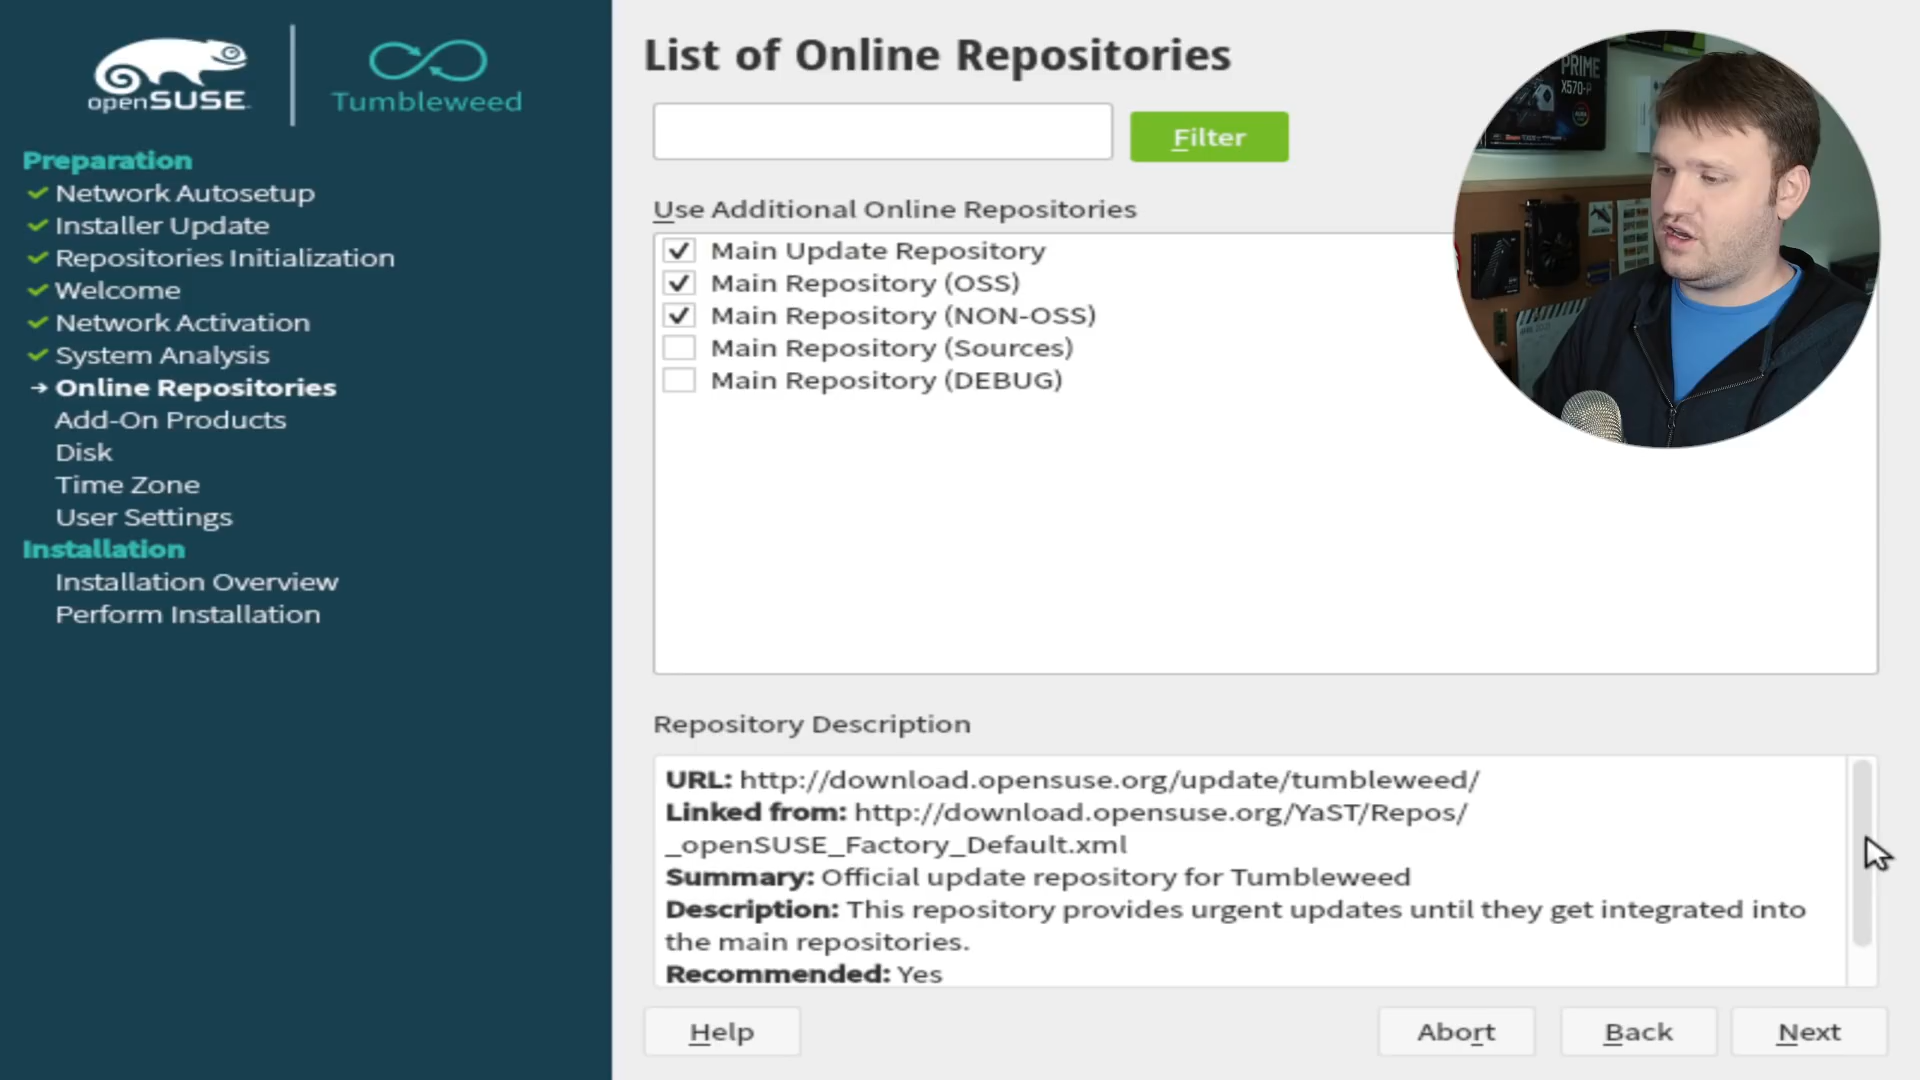 openSUSE
Tumbleweed
Preparation
Network Autosetup
Installer Update
Repositories Initialization
Welcome
Network Activation
System Analysis
Online Repositories
Add-On Products
Disk
Time Zone
User Settings
Installation
Installation Overview
Perform Installation
List of Online Repositories
Filter
Use Additional Online Repositories
Main Update Repository
Main Repository (OSS)
Main Repository (NON-OSS)
Main Repository (Sources)
Main Repository (DEBUG)
PRIME
X570-P
Repository Description
URL: http://download.opensuse.org/update/tumbleweed/
Linked from: http://download.opensuse.org/YaST/Repos/
_openSUSE_Factory_Default.xml
Summary: Official update repository for Tumbleweed
Description: This repository provides urgent updates until they get integrated into
the main repositories.
Recommended: Yes
Help
Abort
Back
Next